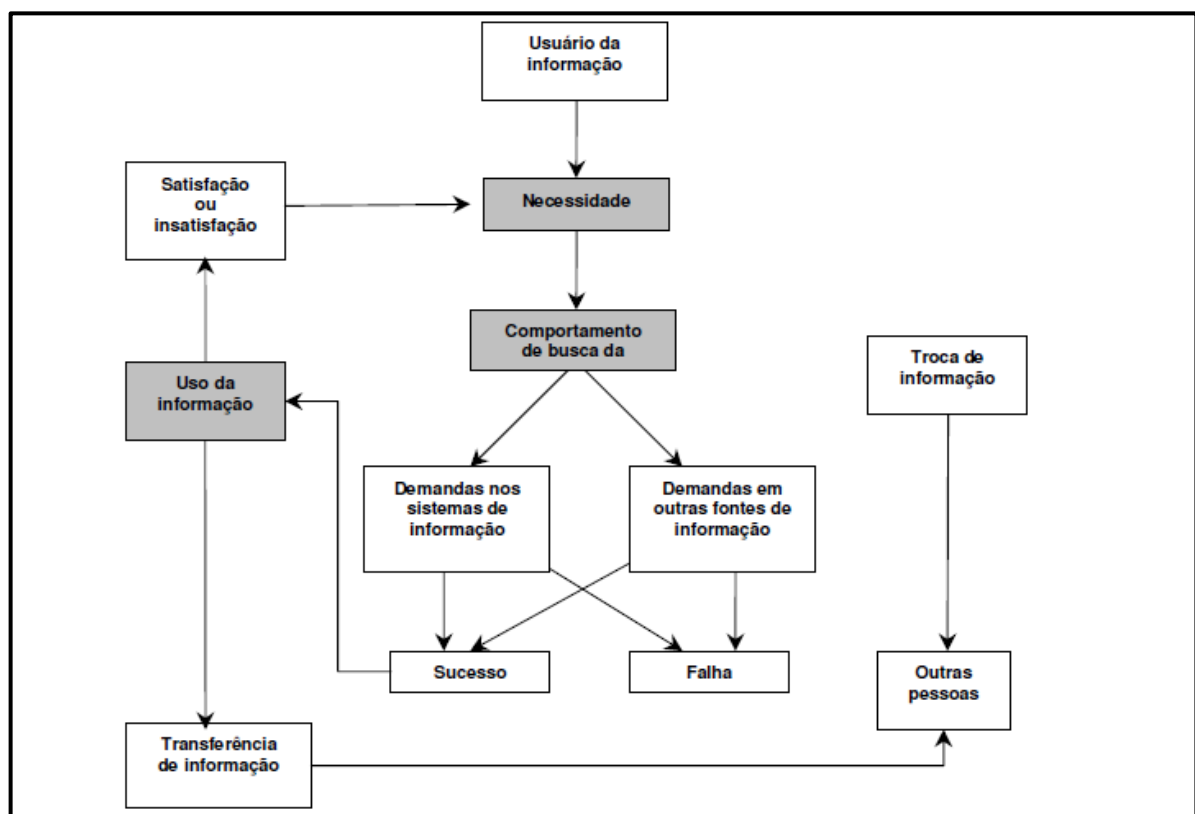 Usuário da
informação
Necessidade
Satisfação
ou
insatisfação
Comportamento
de busca da
Troca de
informação
Uso da
informação
Demandas nos
sistemas de
informação
Demandas em
outras fontes de
informação
Sucesso
Falha
Outras
pessoas
Transferência
de informação